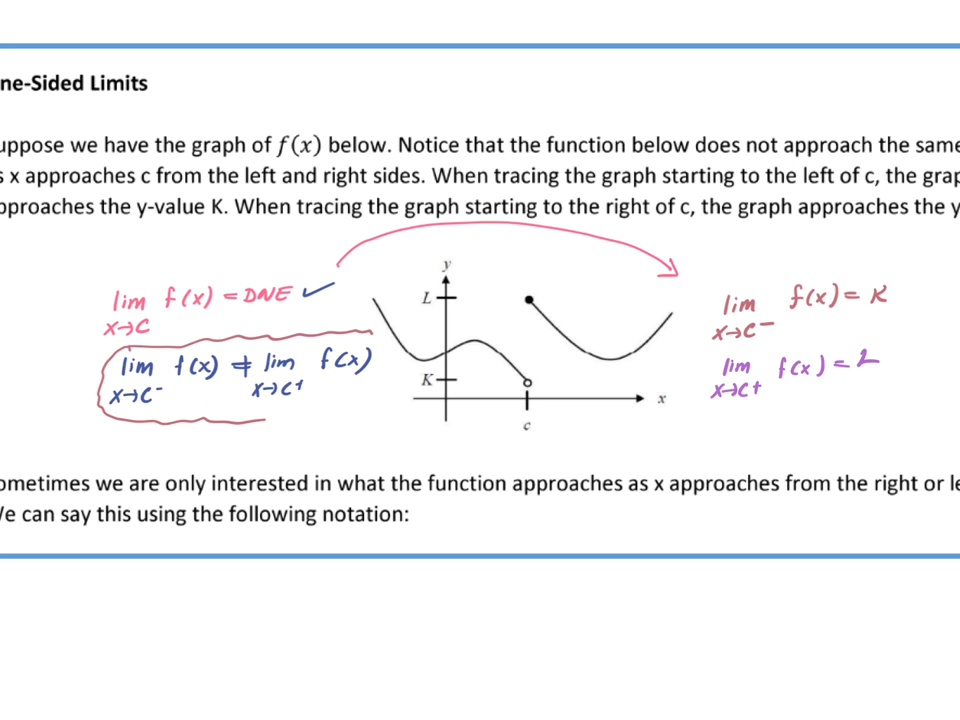 ne-Sided Limits
uppose we have the graph of f(x) below. Notice that the function below does not approach the same
s x approaches c from the left and right sides. When tracing the graph starting to the left of c, the grap
pproaches the y-value K. When tracing the graph starting to the right of c, the graph approaches the y
lim f(x) = DNE ✓
x→c
lim f(x) ≠ lim f(x)
x→c⁻ x→c⁺
y
L
K
x
c
lim f(x) = K
x→c⁻
lim f(x) = L
x→c⁺
ometimes we are only interested in what the function approaches as x approaches from the right or le
e can say this using the following notation: